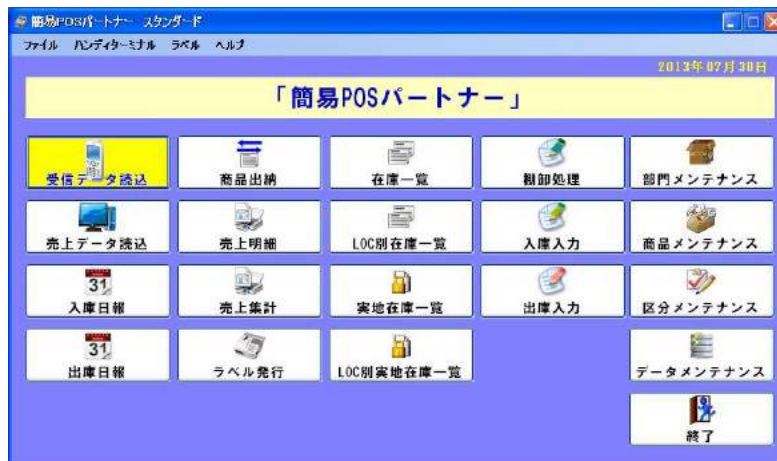 簡易POSパートナー スタンダード
ファイル ハンディターミナル ラベル ヘルプ
2013年07月30日
「簡易POSパートナー」
受信データ読込 商品出納 在庫一覧 棚卸処理 部門メンテナンス
売上データ読込 売上明細 LOC別在庫一覧 入庫入力 商品メンテナンス
31 31
入庫日報 売上集計 実地在庫一覧 出庫入力 区分メンテナンス
出庫日報 ラベル発行 LOC別実地在庫一覧 データメンテナンス
終了